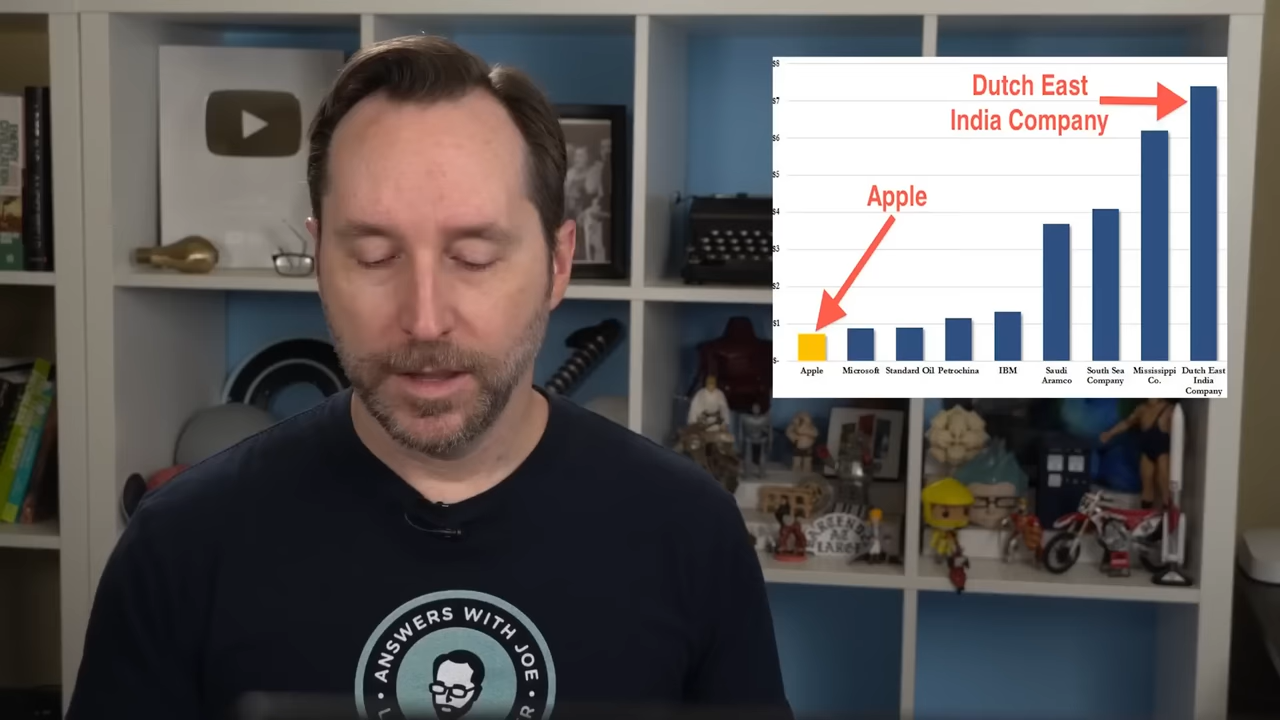 $8
$7
$6
$5
$4
$3
$2
$1
$-
Dutch East
India Company
Apple
Apple
Microsoft
Standard Oil
Petrochina
IBM
Saudi
Aramco
South Sea
Company
Mississippi
Co.
Dutch East
India
Company
ANSWERS WITH JOE